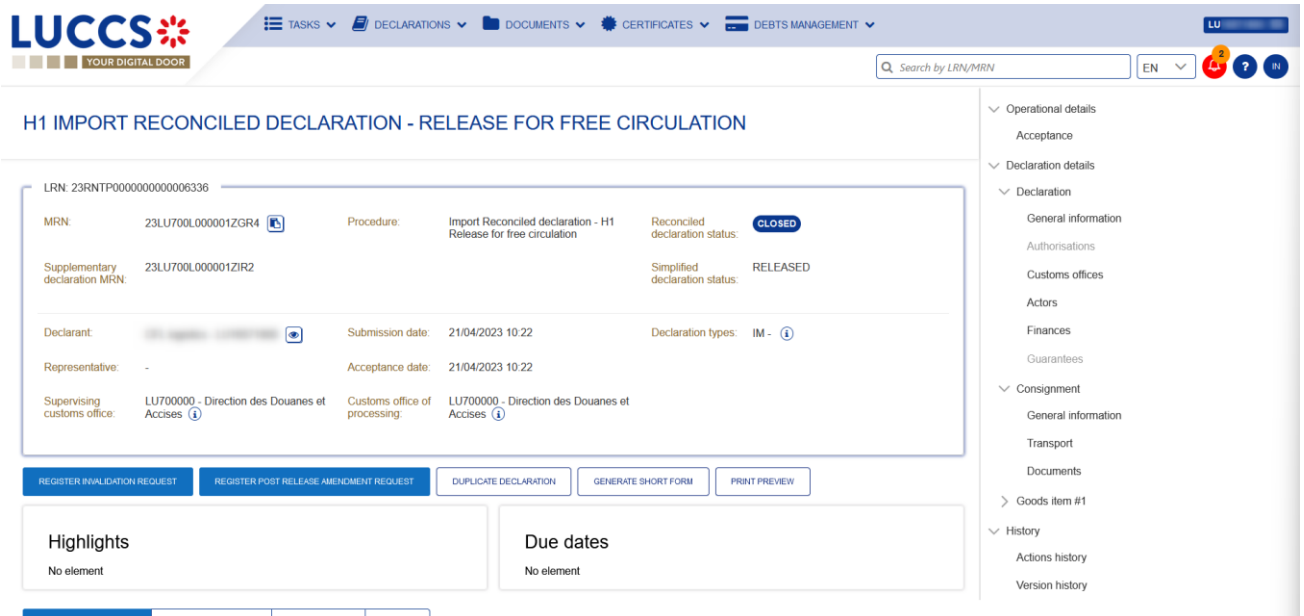 LUCCS
YOUR DIGITAL DOOR
TASKS
DECLARATIONS
DOCUMENTS
CERTIFICATES
DEBTS MANAGEMENT
LU
Search by LRN/MRN
EN
2
?
IN
H1 IMPORT RECONCILED DECLARATION - RELEASE FOR FREE CIRCULATION
LRN: 23RNTP0000000000006336
MRN:
23LU700L000001ZGR4
Procedure:
Import Reconciled declaration - H1
Release for free circulation
Reconciled
declaration status:
CLOSED
Supplementary
declaration MRN:
23LU700L000001ZIR2
Simplified
declaration status:
RELEASED
Declarant:
Submission date:
21/04/2023 10:22
Declaration types:
IM -
Representative:
-
Acceptance date:
21/04/2023 10:22
Supervising
customs office:
LU700000 - Direction des Douanes et
Accises
Customs office of
processing:
LU700000 - Direction des Douanes et
Accises
REGISTER INVALIDATION REQUEST
REGISTER POST RELEASE AMENDMENT REQUEST
DUPLICATE DECLARATION
GENERATE SHORT FORM
PRINT PREVIEW
Highlights
No element
Due dates
No element
Operational details
Acceptance
Declaration details
Declaration
General information
Authorisations
Customs offices
Actors
Finances
Guarantees
Consignment
General information
Transport
Documents
Goods item #1
History
Actions history
Version history